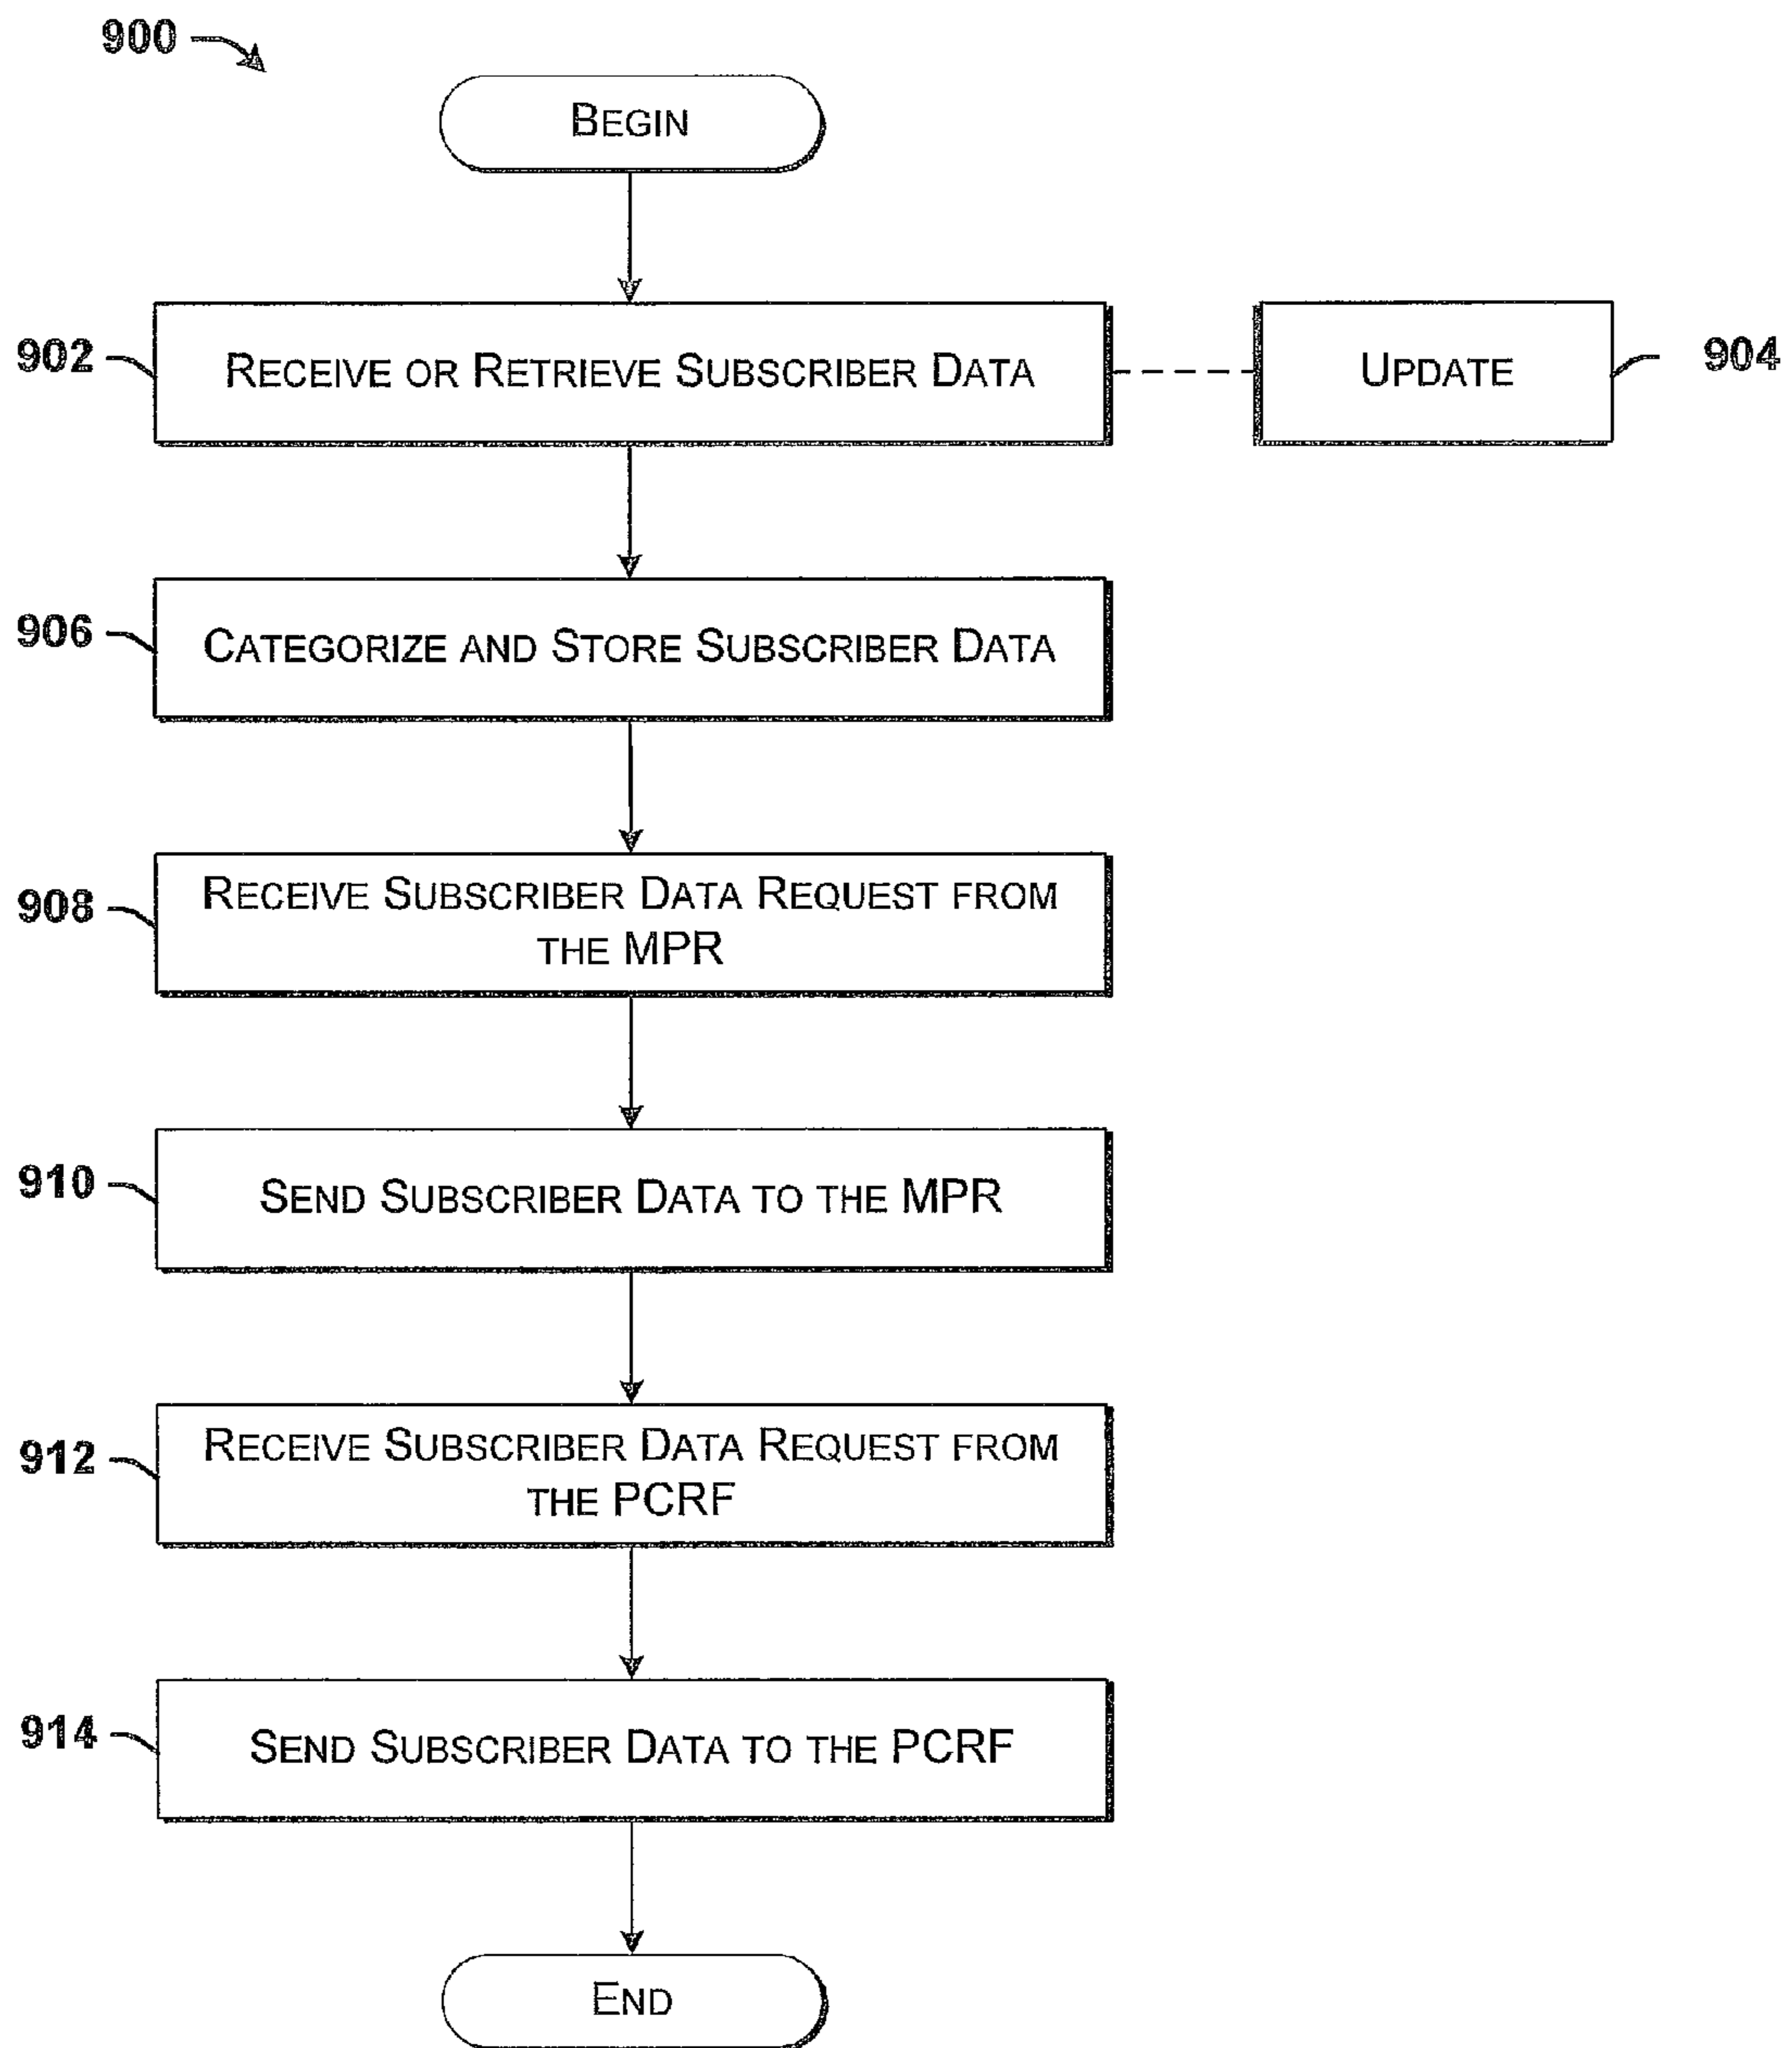 900
BEGIN
902
RECEIVE OR RETRIEVE SUBSCRIBER DATA
UPDATE
904
906
CATEGORIZE AND STORE SUBSCRIBER DATA
908
RECEIVE SUBSCRIBER DATA REQUEST FROM
THE MPR
910
SEND SUBSCRIBER DATA TO THE MPR
912
RECEIVE SUBSCRIBER DATA REQUEST FROM
THE PCRF
914
SEND SUBSCRIBER DATA TO THE PCRF
END